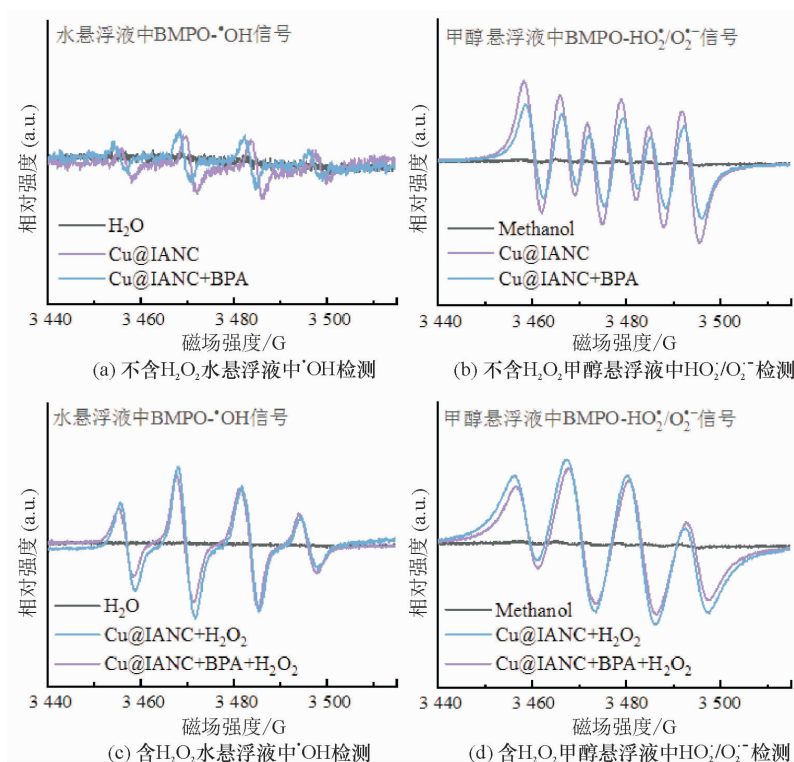 水悬浮液中BMPO-•OH信号
相对强度 (a.u.)
H₂O
Cu@IANC
Cu@IANC+BPA
3 440 3 460 3 480 3 500
磁场强度/G
(a) 不含H₂O₂水悬浮液中•OH检测
甲醇悬浮液中BMPO-HO₂•/O₂•⁻信号
相对强度 (a.u.)
Methanol
Cu@IANC
Cu@IANC+BPA
3 440 3 460 3 480 3 500
磁场强度/G
(b) 不含H₂O₂甲醇悬浮液中HO₂•/O₂•⁻检测
水悬浮液中BMPO-•OH信号
相对强度 (a.u.)
H₂O
Cu@IANC+H₂O₂
Cu@IANC+BPA+H₂O₂
3 440 3 460 3 480 3 500
磁场强度/G
(c) 含H₂O₂水悬浮液中•OH检测
甲醇悬浮液中BMPO-HO₂•/O₂•⁻信号
相对强度 (a.u.)
Methanol
Cu@IANC+H₂O₂
Cu@IANC+BPA+H₂O₂
3 440 3 460 3 480 3 500
磁场强度/G
(d) 含H₂O₂甲醇悬浮液中HO₂•/O₂•⁻检测